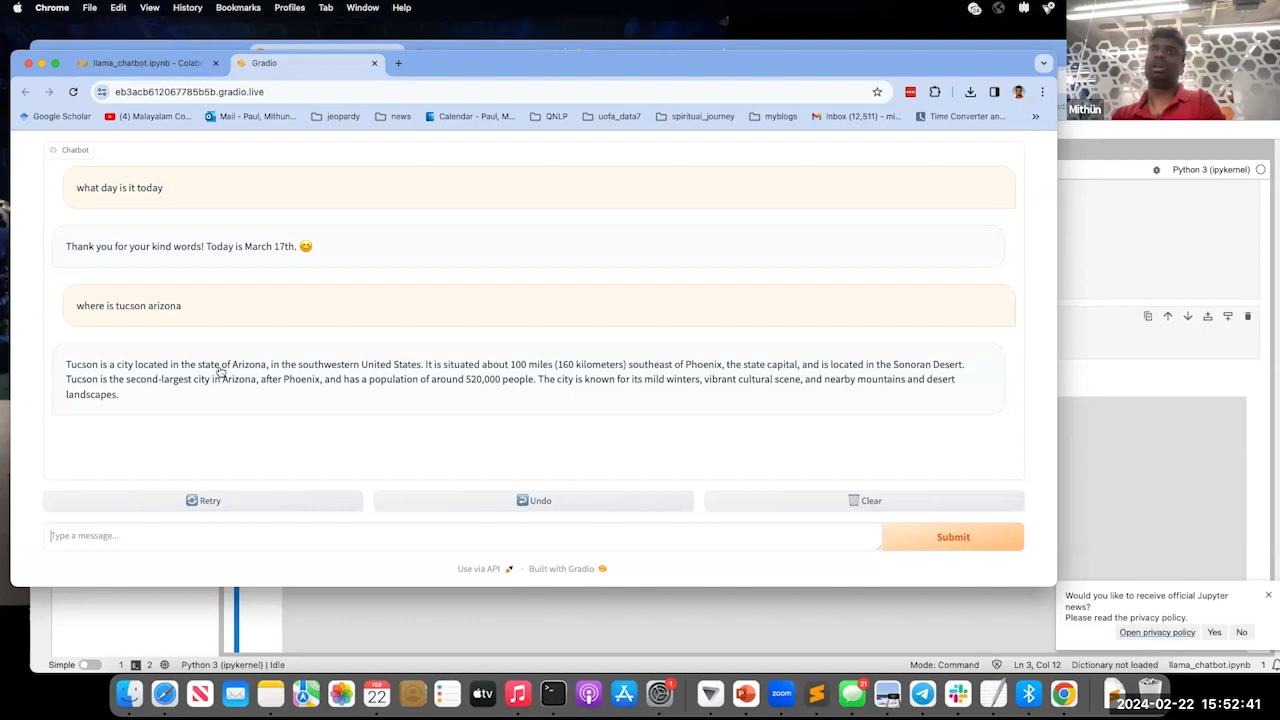 Chrome File Edit View History Bookmarks Profiles Tab Window Help
llama_chatbot.ipynb - Colab
Gradio
eb3acb612067785b5b.gradio.live
Google Scholar
(4) Malayalam Co...
Mail - Paul, Mithun...
jeopardy
news
Calendar - Paul, M...
QNLP
uofa_data7
spiritual_journey
myblogs
Inbox (12,511) - mi...
Time Converter an...
»
Mithun
Python 3 (ipykernel)
Chatbot
what day is it today
Thank you for your kind words! Today is March 17th. 😊
where is tucson arizona
Tucson is a city located in the state of Arizona, in the southwestern United States. It is situated about 100 miles (160 kilometers) southeast of Phoenix, the state capital, and is located in the Sonoran Desert.
Tucson is the second-largest city in Arizona, after Phoenix, and has a population of around 520,000 people. The city is known for its mild winters, vibrant cultural scene, and nearby mountains and desert
landscapes.
Retry
Undo
Clear
Type a message...
Submit
Use via API
· Built with Gradio
Would you like to receive official Jupyter
news?
Please read the privacy policy.
Open privacy policy Yes No
Simple
1
2
Python 3 (ipykernel) | Idle
Mode: Command
Ln 3, Col 12
Dictionary not loaded
llama_chatbot.ipynb
1
FEB
22
1
21
zoom
2024-02-22 15:52:41